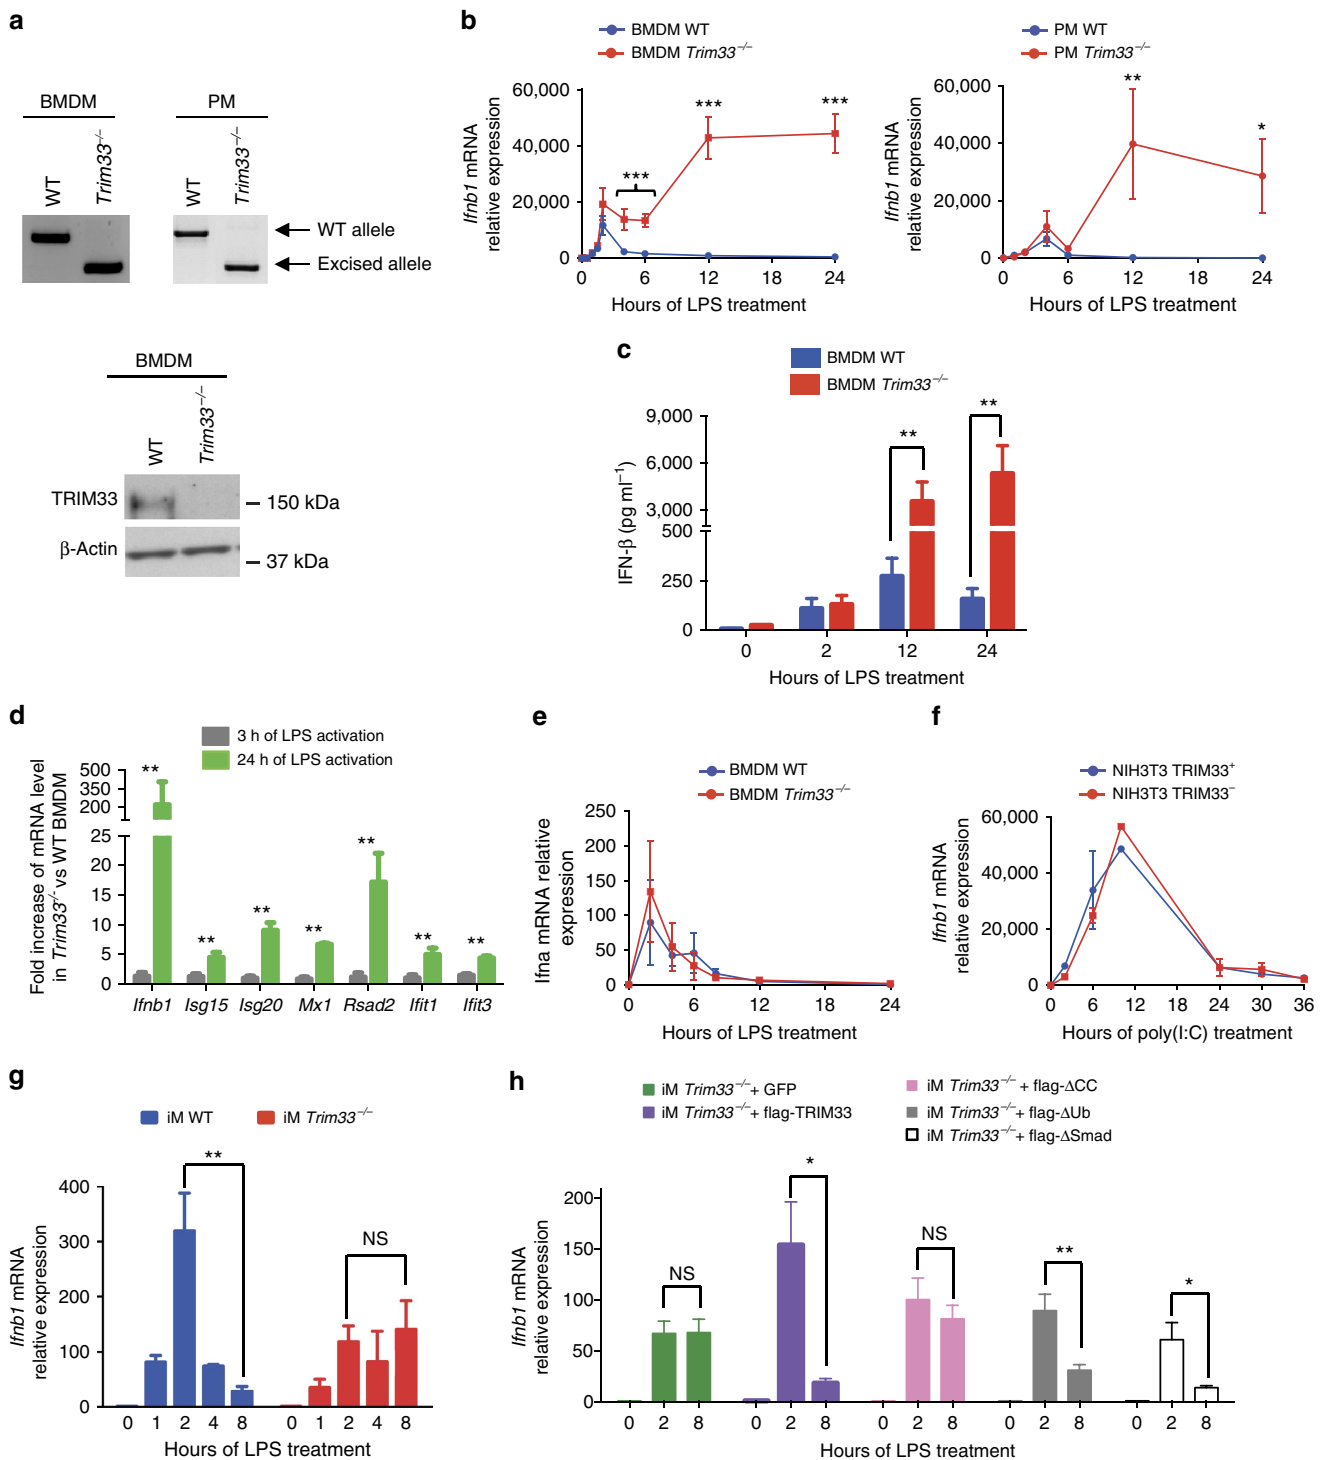 a
BMDM
PM
WT
Trim33⁻/⁻
WT
Trim33⁻/⁻
WT allele
Excised allele
BMDM
WT
Trim33⁻/⁻
TRIM33
150 kDa
β-Actin
37 kDa
b
BMDM WT
BMDM Trim33⁻/⁻
Ifnb1 mRNA
relative expression
60,000
40,000
20,000
0
***
***
***
0 6 12 18 24
Hours of LPS treatment
PM WT
PM Trim33⁻/⁻
Ifnb1 mRNA
relative expression
60,000
40,000
20,000
0
**
*
0 6 12 18 24
Hours of LPS treatment
c
BMDM WT
BMDM Trim33⁻/⁻
IFN-β (pg ml⁻¹)
9,000
6,000
3,000
500
250
0
**
**
0 2 12 24
Hours of LPS treatment
d
3 h of LPS activation
24 h of LPS activation
Fold increase of mRNA level
in Trim33⁻/⁻ vs WT BMDM
500
350
200
25
20
15
10
5
0
**
**
**
**
**
**
**
Ifnb1 Isg15 Isg20 Mx1 Rsad2 Ifit1 Ifit3
e
BMDM WT
BMDM Trim33⁻/⁻
Ifna mRNA relative
expression
250
200
150
100
50
0
0 4 8 12 24
Hours of LPS treatment
f
NIH3T3 TRIM33⁺
NIH3T3 TRIM33⁻
Ifnb1 mRNA
relative expression
60,000
40,000
20,000
0
0 6 12 24 30 36
Hours of poly(I:C) treatment
g
iM WT
iM Trim33⁻/⁻
Ifnb1 mRNA
relative expression
400
300
200
100
0
**
NS
0 1 2 4 8 0 1 2 4 8
Hours of LPS treatment
h
iM Trim33⁻/⁻ + GFP
iM Trim33⁻/⁻ + flag-TRIM33
iM Trim33⁻/⁻ + flag-ΔCC
iM Trim33⁻/⁻ + flag-ΔUb
iM Trim33⁻/⁻ + flag-ΔSmad
Ifnb1 mRNA
relative expression
200
150
100
50
0
NS
*
NS
**
*
0 2 8 0 2 8 0 2 8 0 2 8 0 2 8
Hours of LPS treatment